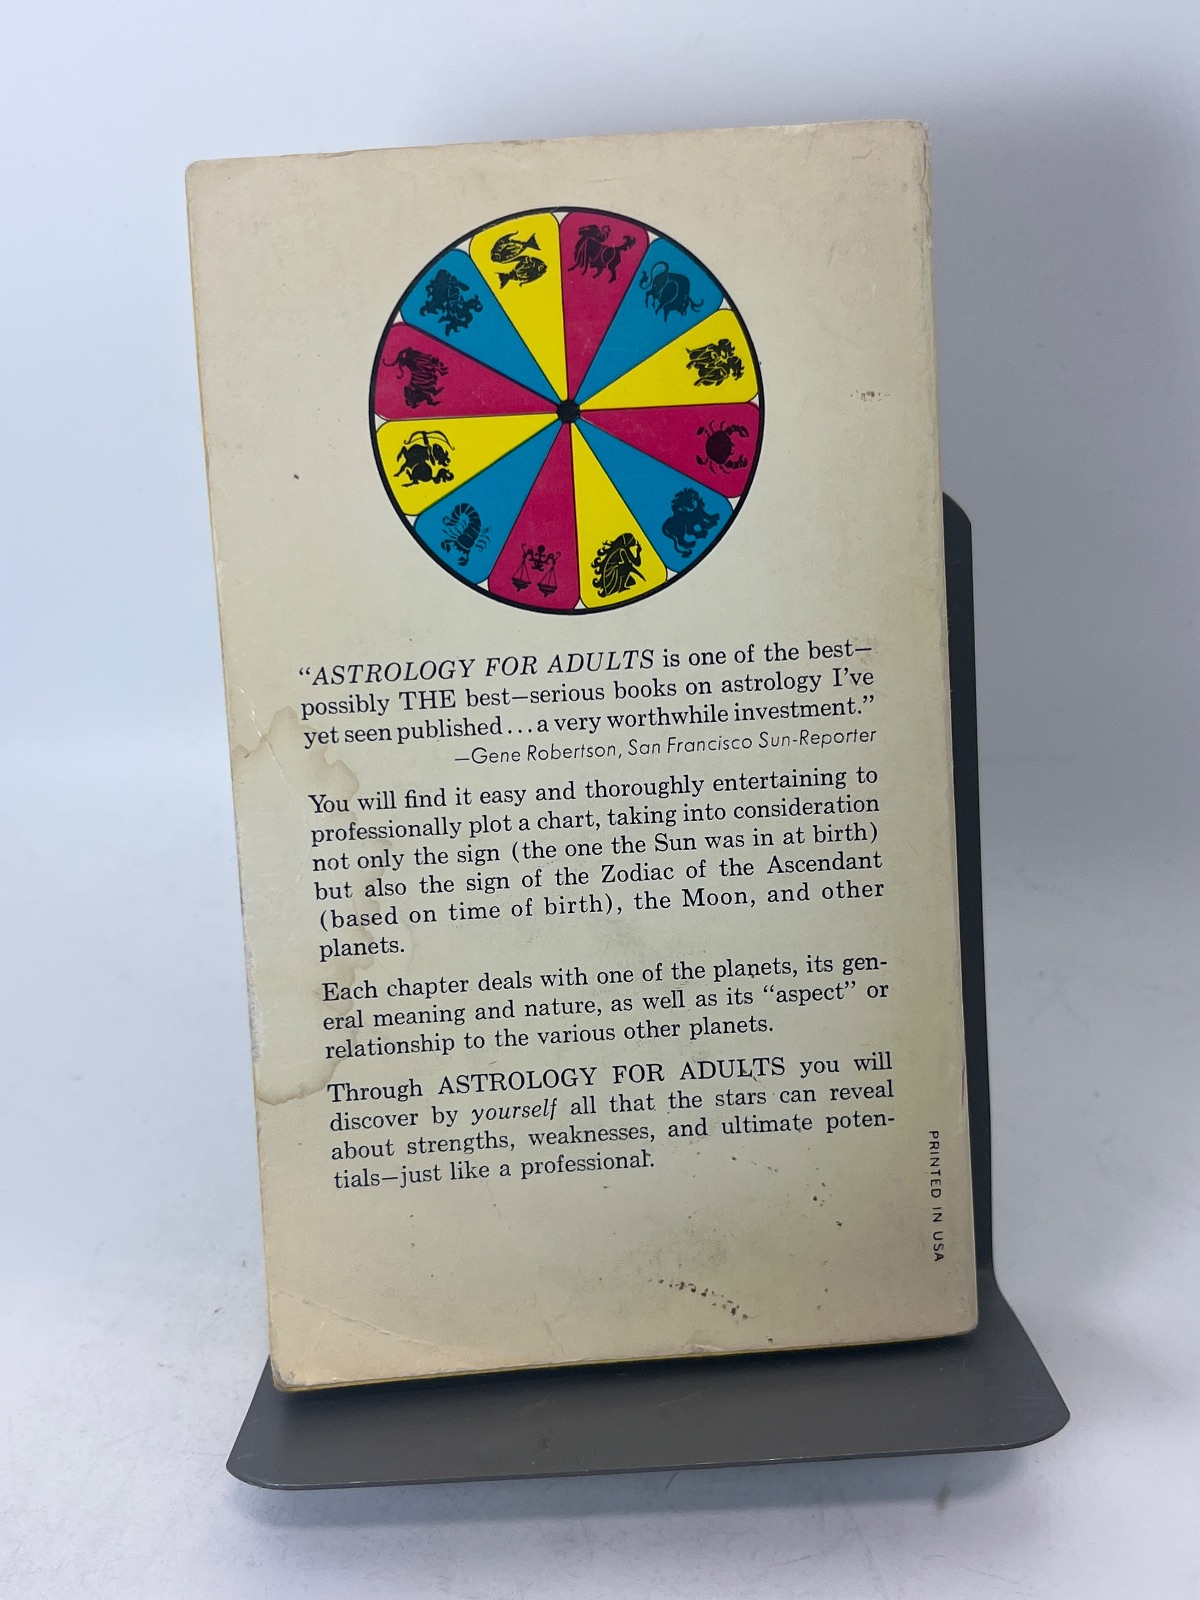 “ASTROLOGY FOR ADULTS is one of the best—
possibly THE best—serious books on astrology I’ve
yet seen published...a very worthwhile investment.”
—Gene Robertson, San Francisco Sun-Reporter
You will find it easy and thoroughly entertaining to
professionally plot a chart, taking into consideration
not only the sign (the one the Sun was in at birth)
but also the sign of the Zodiac of the Ascendant
(based on time of birth), the Moon, and other
planets.
Each chapter deals with one of the planets, its gen-
eral meaning and nature, as well as its “aspect” or
relationship to the various other planets.
Through ASTROLOGY FOR ADULTS you will
discover by yourself all that the stars can reveal
about strengths, weaknesses, and ultimate poten-
tials—just like a professional.
PRINTED IN USA